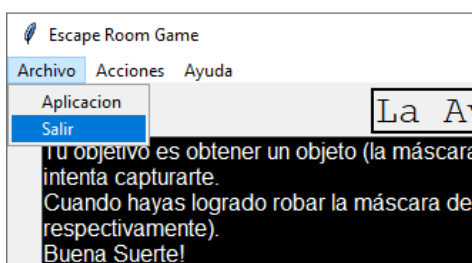 Escape Room Game
Archivo Acciones Ayuda
Aplicacion
Salir
La
Tu objetivo es obtener un objeto (la máscara
intenta capturarte.
Cuando hayas logrado robar la máscara de
respectivamente).
Buena Suerte!